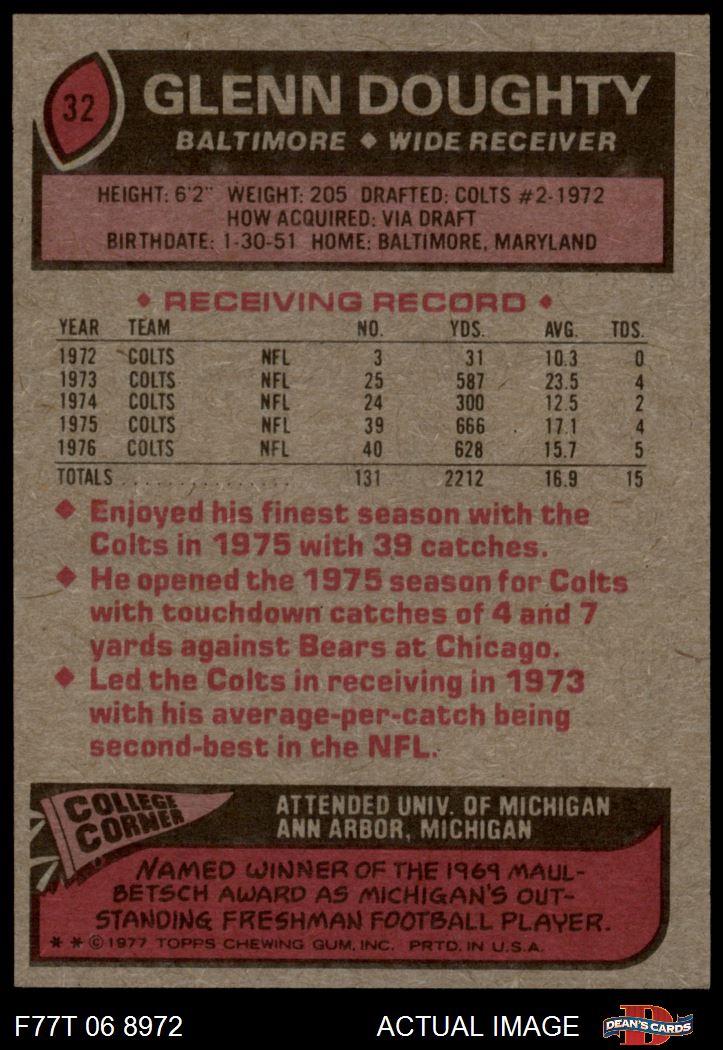 32
GLENN DOUGHTY
BALTIMORE ♦ WIDE RECEIVER
HEIGHT: 6'2" WEIGHT: 205 DRAFTED: COLTS #2-1972
HOW ACQUIRED: VIA DRAFT
BIRTHDATE: 1-30-51 HOME: BALTIMORE, MARYLAND
♦ RECEIVING RECORD ♦
YEAR TEAM NO. YDS. AVG. TDS.
1972 COLTS NFL 3 31 10.3 0
1973 COLTS NFL 25 587 23.5 4
1974 COLTS NFL 24 300 12.5 2
1975 COLTS NFL 39 666 17.1 4
1976 COLTS NFL 40 628 15.7 5
TOTALS . . . . . . . . . . . . . . . 131 2212 16.9 15
♦ Enjoyed his finest season with the
Colts in 1975 with 39 catches.
♦ He opened the 1975 season for Colts
with touchdown catches of 4 and 7
yards against Bears at Chicago.
♦ Led the Colts in receiving in 1973
with his average-per-catch being
second-best in the NFL.
COLLEGE
CORNER
ATTENDED UNIV. OF MICHIGAN
ANN ARBOR, MICHIGAN
NAMED WINNER OF THE 1969 MAUL-
BETSCH AWARD AS MICHIGAN'S OUT-
STANDING FRESHMAN FOOTBALL PLAYER.
* * © 1977 TOPPS CHEWING GUM, INC. PRTD. IN U.S.A.
F77T 06 8972 ACTUAL IMAGE
D
DEAN'S CARDS